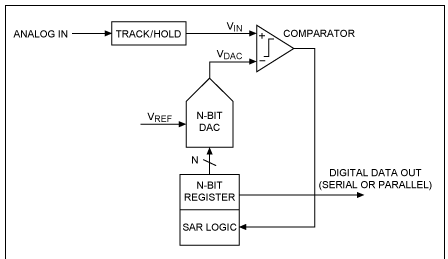 ANALOG IN
TRACK/HOLD
VIN
+
COMPARATOR
VDAC
−
VREF
N-BIT
DAC
N
N-BIT
REGISTER
DIGITAL DATA OUT
(SERIAL OR PARALLEL)
SAR LOGIC